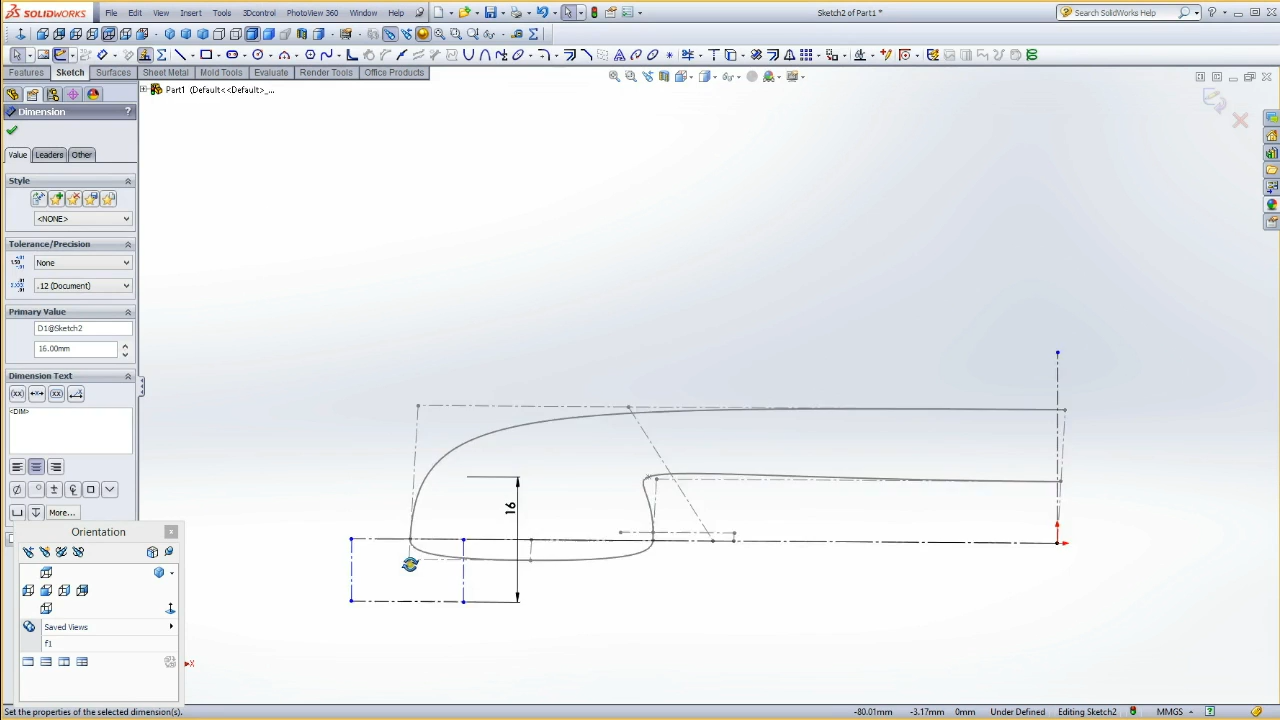 SOLIDWORKS File Edit View Insert Tools 3Dcontrol PhotoView 360 Window Help Sketch2 of Part1 * Search SolidWorks Help
Features Sketch Surfaces Sheet Metal Mold Tools Evaluate Render Tools Office Products
Part1 (Default<<Default>_...
Dimension ?
Value Leaders Other
Style
<NONE>
Tolerance/Precision
None
.12 (Document)
Primary Value
D1@Sketch2
16.00mm
Dimension Text
<DIM>
More...
16
Orientation
Saved Views
f1
X
Set the properties of the selected dimension(s). -80.01mm -3.17mm 0mm Under Defined Editing Sketch2 MMGS